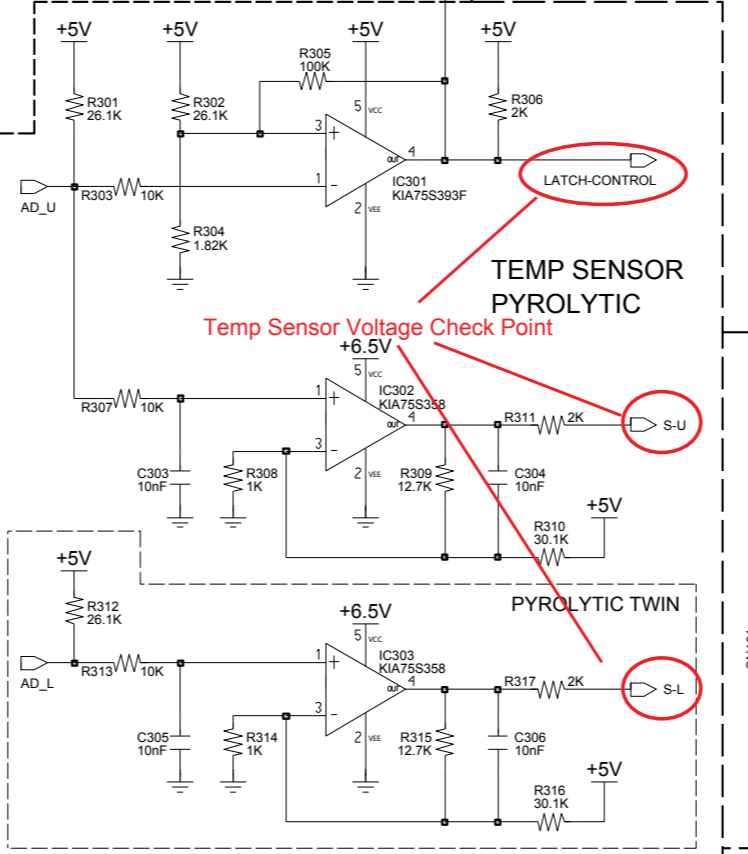 +5V
+5V
+5V
+5V
R301
26.1K
R302
26.1K
R305
100K
R306
2K
5 VCC
3 +
4
OUT
1 -
IC301
KIA75S393F
2 VEE
AD_U
R303
10K
LATCH-CONTROL
R304
1.82K
TEMP SENSOR
PYROLYTIC
Temp Sensor Voltage Check Point
+6.5V
5 VCC
IC302
KIA75S358
1 +
4
OUT
3 -
2 VEE
R307
10K
R311
2K
S-U
C303
10nF
R308
1K
R309
12.7K
C304
10nF
+5V
R310
30.1K
+5V
R312
26.1K
+6.5V
PYROLYTIC TWIN
5 VCC
IC303
KIA75S358
1 +
4
OUT
3 -
2 VEE
AD_L
R313
10K
R317
2K
S-L
C305
10nF
R314
1K
R315
12.7K
C306
10nF
+5V
R316
30.1K